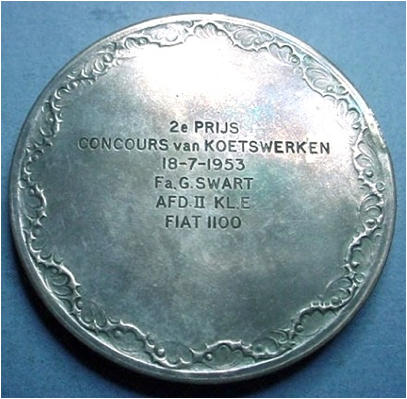 2e PRIJS
CONCOURS van KOETSWERKEN
18-7-1953
Fa. G. SWART
AFD. II KL. E
FIAT 1100